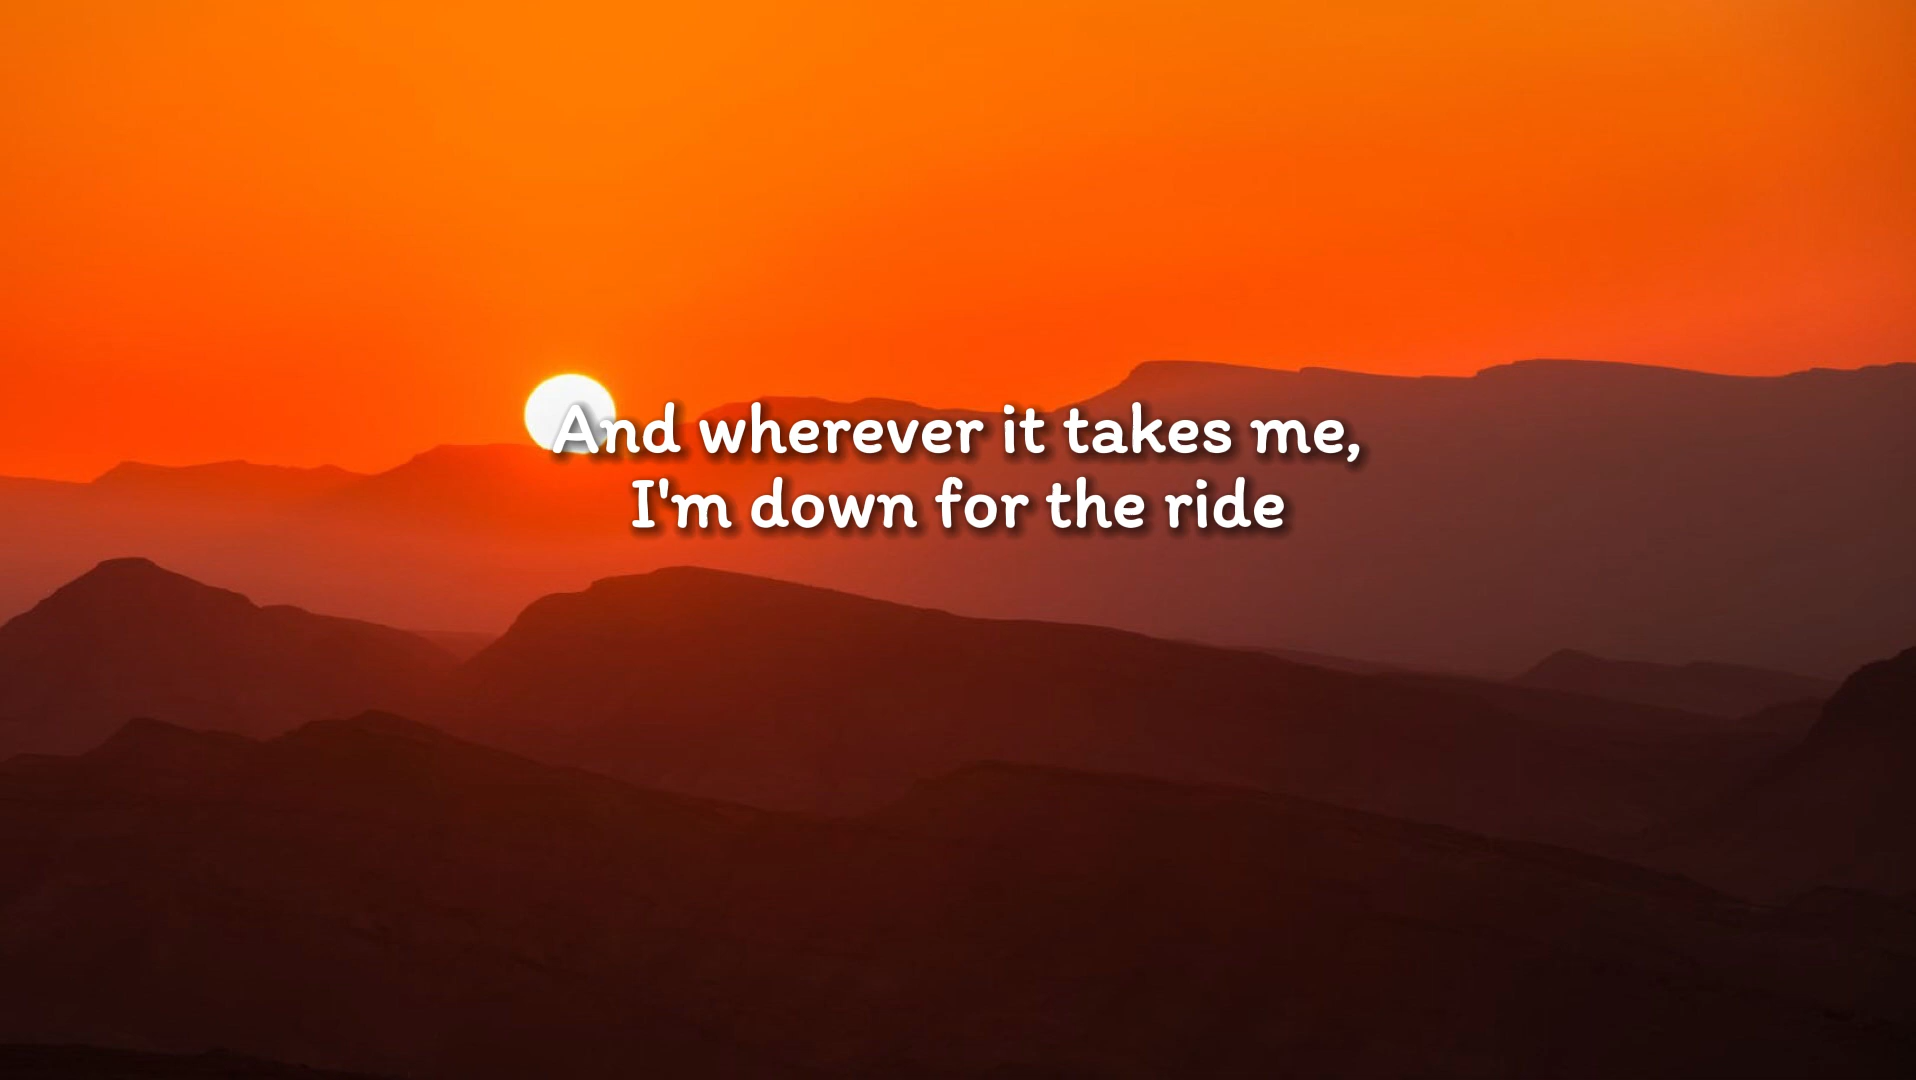 And wherever it takes me,
I'm down for the ride